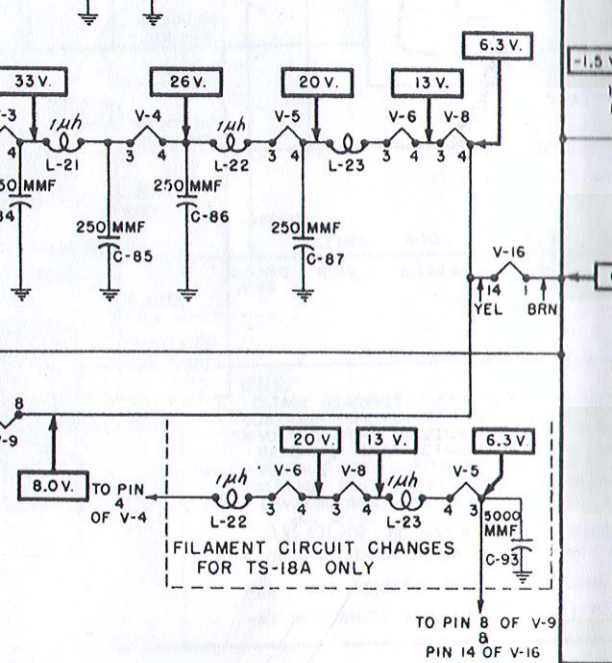 6.3 V.
33 V.
26 V.
20 V.
13 V.
-1.5 V
V-3
1μh
V-4
1μh
V-5
V-6
V-8
4
3
4
3
4
3
4
3
4
L-21
L-22
L-23
50 MMF
250 MMF
84
C-86
250 MMF
250 MMF
C-85
C-87
V-16
14
1
YEL
BRN
8
V-9
8.0 V.
20 V.
13 V.
6.3 V.
TO PIN
4
OF V-4
1μh
V-6
V-8
1μh
V-5
3
4
3
4
4
3
L-22
L-23
5000
MMF
C-93
FILAMENT CIRCUIT CHANGES
FOR TS-18A ONLY
TO PIN 8 OF V-9
&
PIN 14 OF V-16